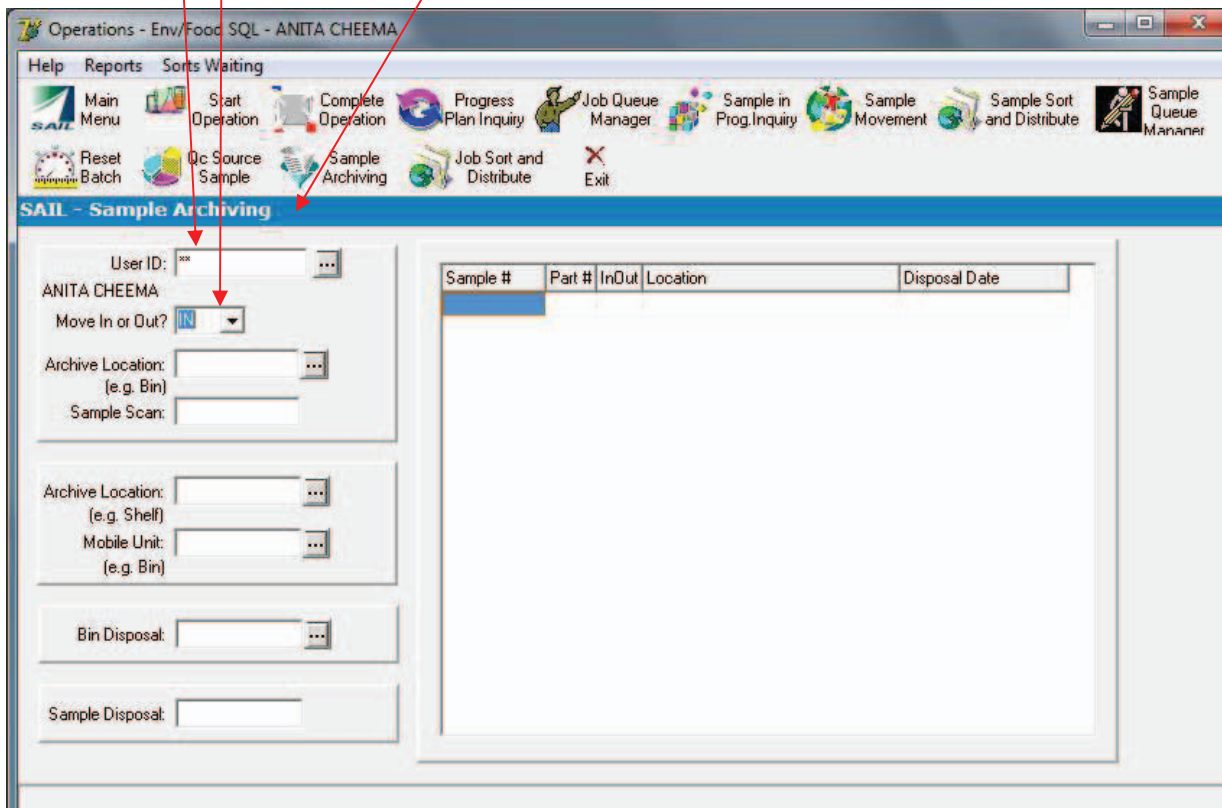 Operations - Env/Food SQL - ANITA CHEEMA
Help Reports Sorts Waiting
SAIL Main Menu
Start Operation
Complete Operation
Progress Plan Inquiry
Job Queue Manager
Sample in Prog.Inquiry
Sample Movement
Sample Sort and Distribute
Sample Queue Manager
Reset Batch
Qc Source Sample
Sample Archiving
Job Sort and Distribute
Exit
SAIL - Sample Archiving
User ID: ** ...
ANITA CHEEMA
Move In or Out? IN
Archive Location: ...
(e.g. Bin)
Sample Scan:
Archive Location: ...
(e.g. Shelf)
Mobile Unit: ...
(e.g. Bin)
Bin Disposal: ...
Sample Disposal:
Sample # Part # InOut Location Disposal Date